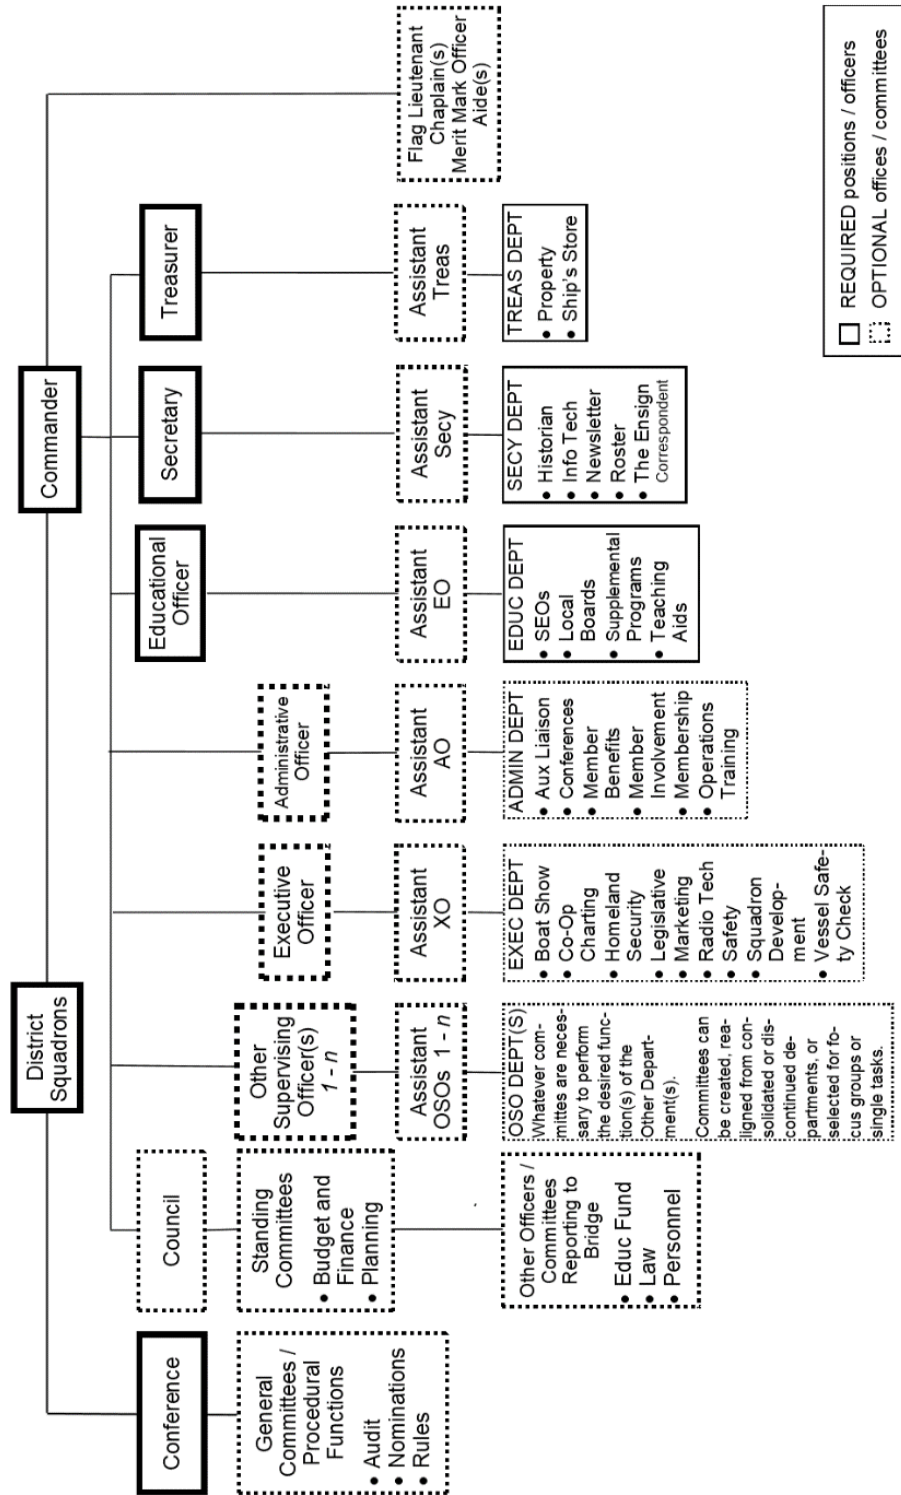 District
Squadrons
Commander
Conference
Council
Educational
Officer
Secretary
Treasurer
General
Committees /
Procedural
Functions
• Audit
• Nominations
• Rules
Standing
Committees
• Budget and
Finance
• Planning
Other
Supervising
Officer(s)
1 - n
Executive
Officer
Administrative
Officer
Assistant
OSOs 1 - n
Assistant
XO
Assistant
AO
Assistant
EO
Assistant
Secy
Assistant
Treas
Flag Lieutenant
Chaplain(s)
Merit Mark Officer
Aide(s)
Other Officers /
Committees
Reporting to
Bridge
• Educ Fund
• Law
• Personnel
OSO DEPT(S)
Whatever com-
mittes are neces-
sary to perform
the desired func-
tion(s) of the
Other Depart-
ment(s).
Committees can
be created, rea-
ligned from con-
solidated or dis-
continued de-
partments, or
selected for fo-
cus groups or
single tasks.
EXEC DEPT
• Boat Show
• Co-Op
Charting
• Homeland
Security
• Legislative
• Marketing
• Radio Tech
• Safety
• Squadron
Develop-
ment
• Vessel Safe-
ty Check
ADMIN DEPT
• Aux Liaison
• Conferences
• Member
Benefits
• Member
Involvement
• Membership
• Operations
Training
EDUC DEPT
• SEOs
• Local
Boards
• Supplemental
Programs
• Teaching
Aids
SECY DEPT
• Historian
• Info Tech
• Newsletter
• Roster
• The Ensign
Correspondent
TREAS DEPT
• Property
• Ship's Store
REQUIRED positions / officers
OPTIONAL offices / committees